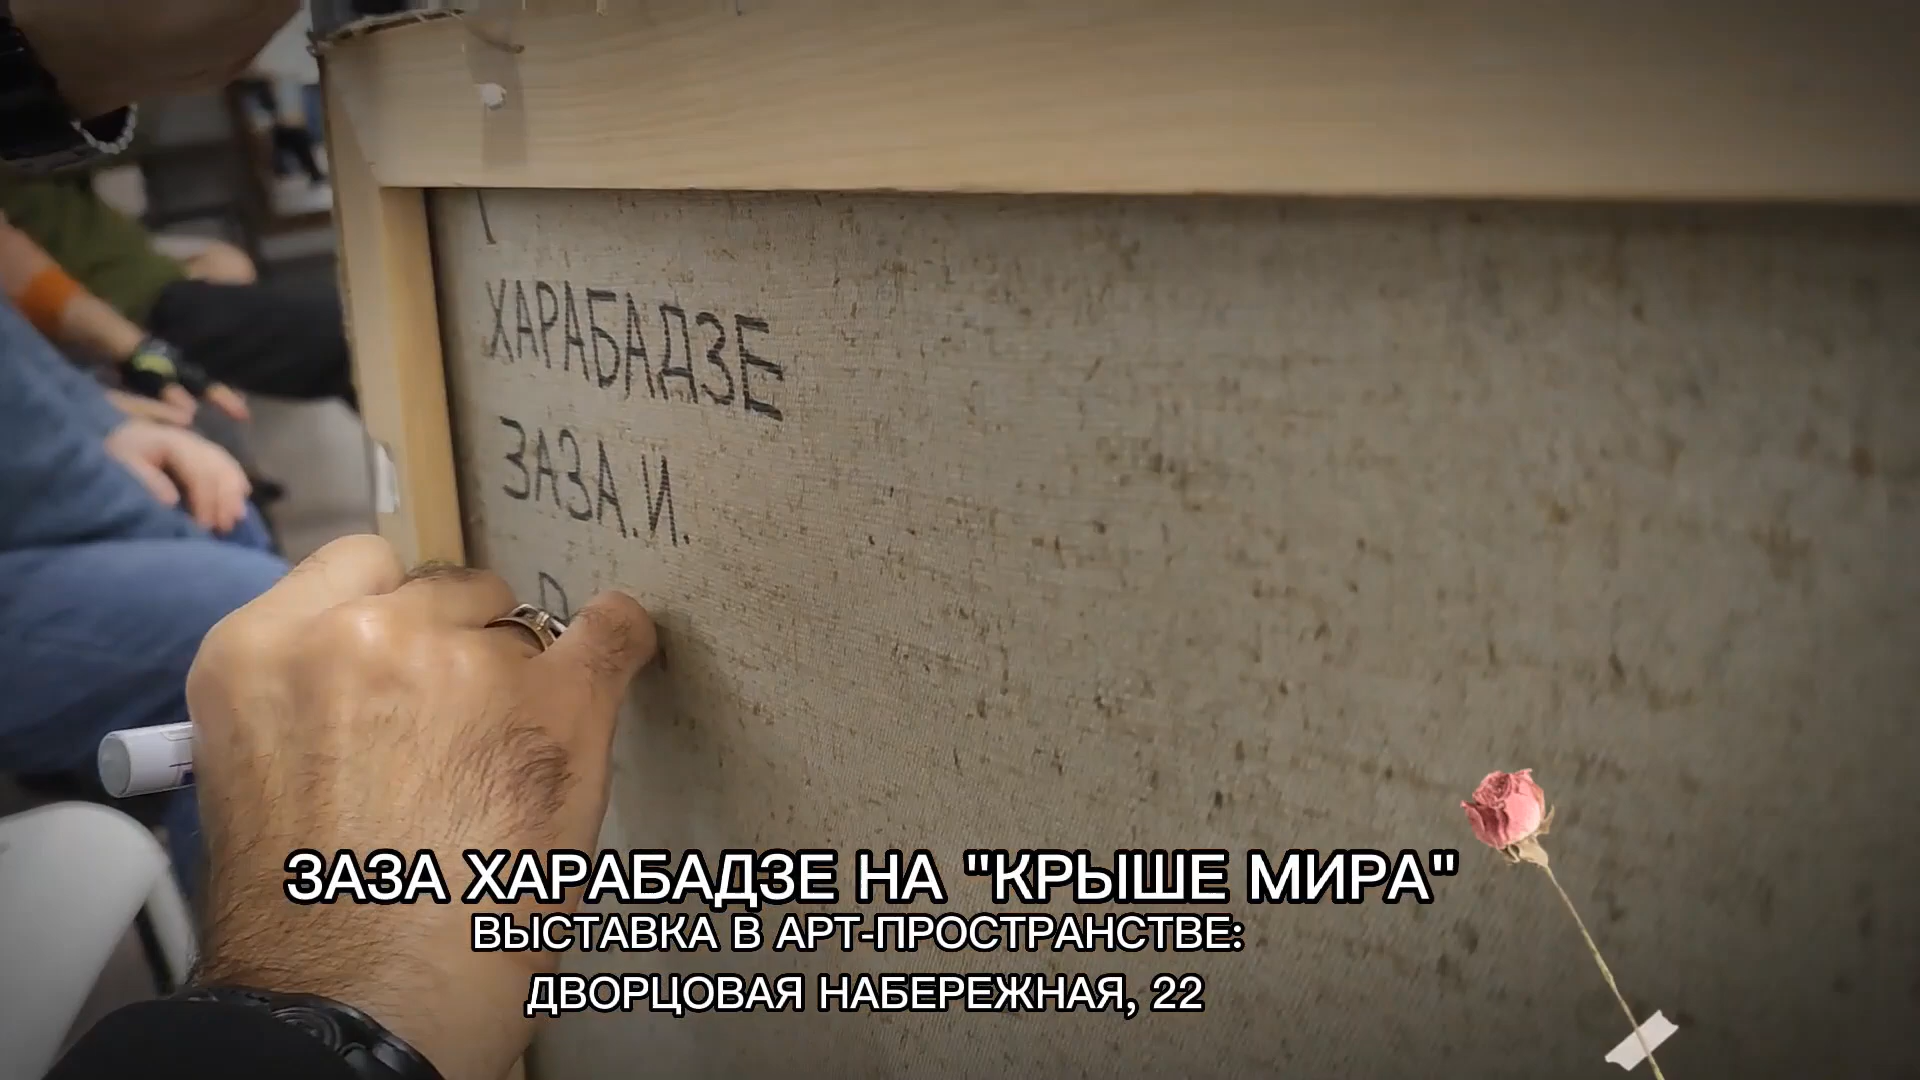 ХАРАБАДЗЕ
ЗАЗА.И.
ЗАЗА ХАРАБАДЗЕ НА "КРЫШЕ МИРА"
ВЫСТАВКА В АРТ-ПРОСТРАНСТВЕ:
ДВОРЦОВАЯ НАБЕРЕЖНАЯ, 22